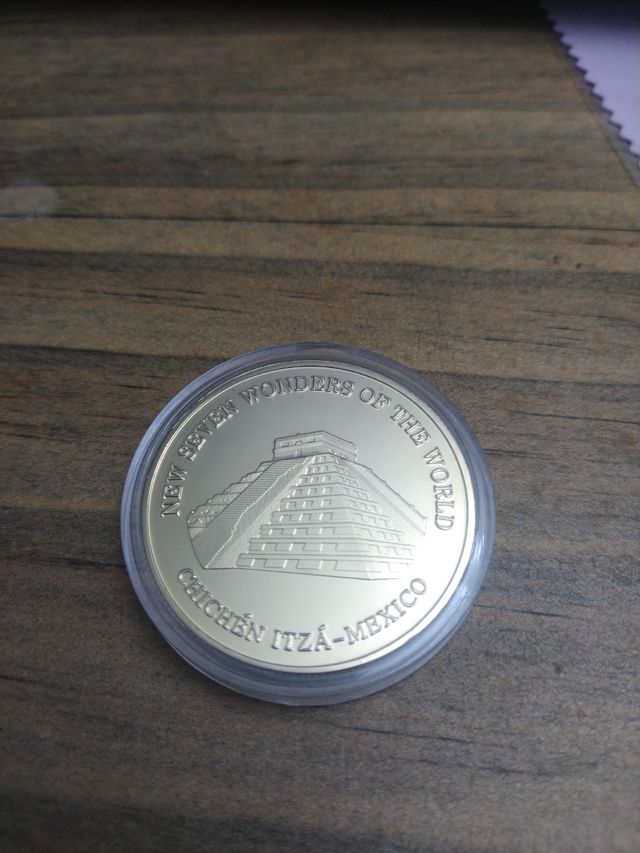 NEW SEVEN WONDERS OF THE WORLD
CHICHÉN ITZÁ-MEXICO